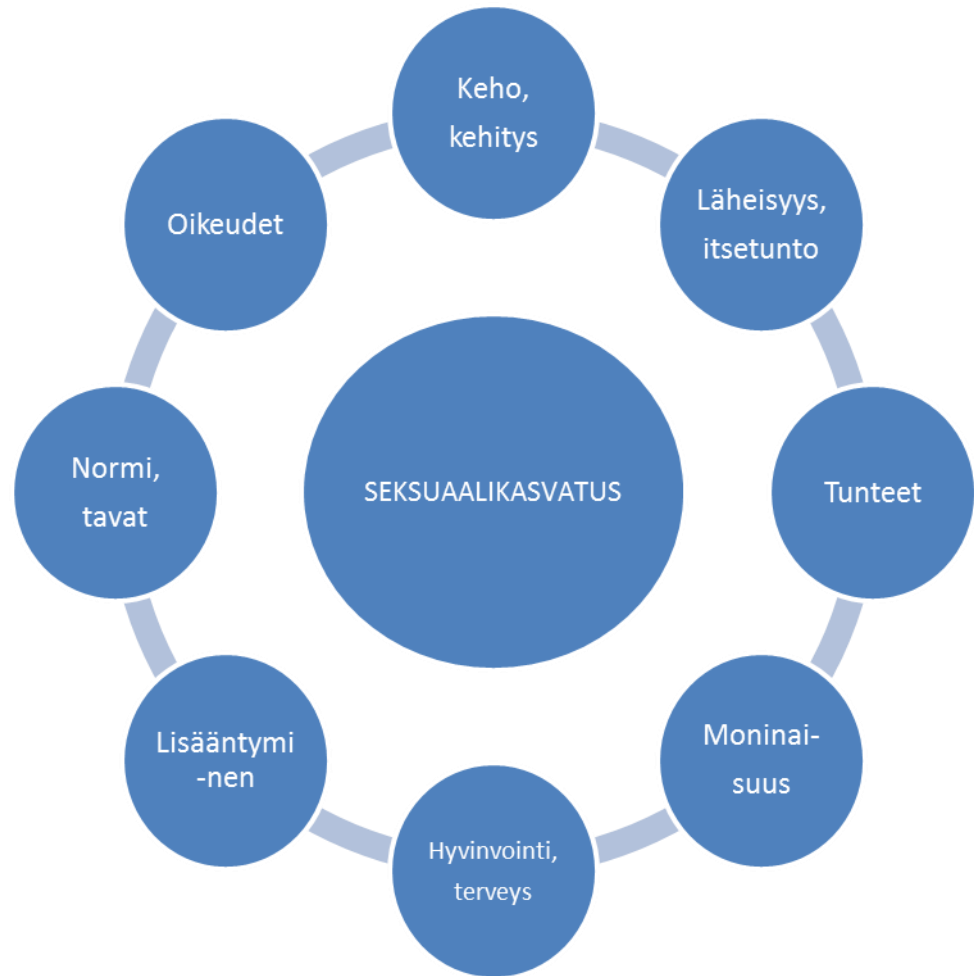 Keho,
kehitys
Läheisyys,
itsetunto
Tunteet
Moninai-
suus
Hyvinvointi,
terveys
Lisääntymi
-nen
Normi,
tavat
Oikeudet
SEKSUAALIKASVATUS